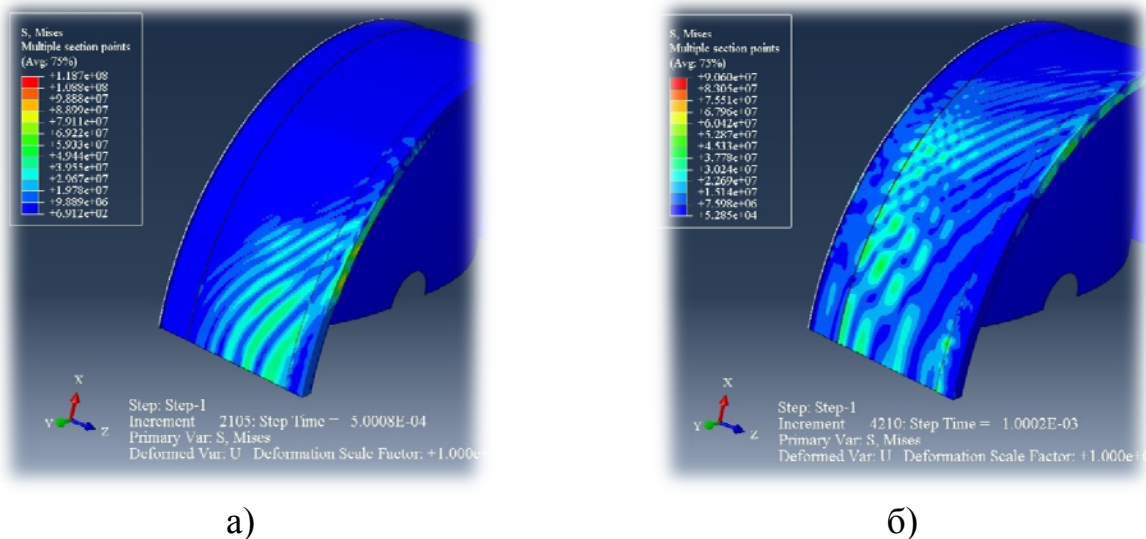 S, Mises
Multiple section points
(Avg: 75%)
+1.187e+08
+1.088e+08
+9.888e+07
+8.899e+07
+7.911e+07
+6.922e+07
+5.933e+07
+4.944e+07
+3.955e+07
+2.967e+07
+1.978e+07
+9.889e+06
+6.912e+02
X
Y
Z
Step: Step-1
Increment 2105: Step Time = 5.0008E-04
Primary Var: S, Mises
Deformed Var: U Deformation Scale Factor: +1.000e
а)
S, Mises
Multiple section points
(Avg: 75%)
+9.060e+07
+8.305e+07
+7.551e+07
+6.796e+07
+6.042e+07
+5.287e+07
+4.533e+07
+3.778e+07
+3.024e+07
+2.269e+07
+1.514e+07
+7.598e+06
+5.285e+04
X
Y
Z
Step: Step-1
Increment 4210: Step Time = 1.0002E-03
Primary Var: S, Mises
Deformed Var: U Deformation Scale Factor: +1.000e+
б)